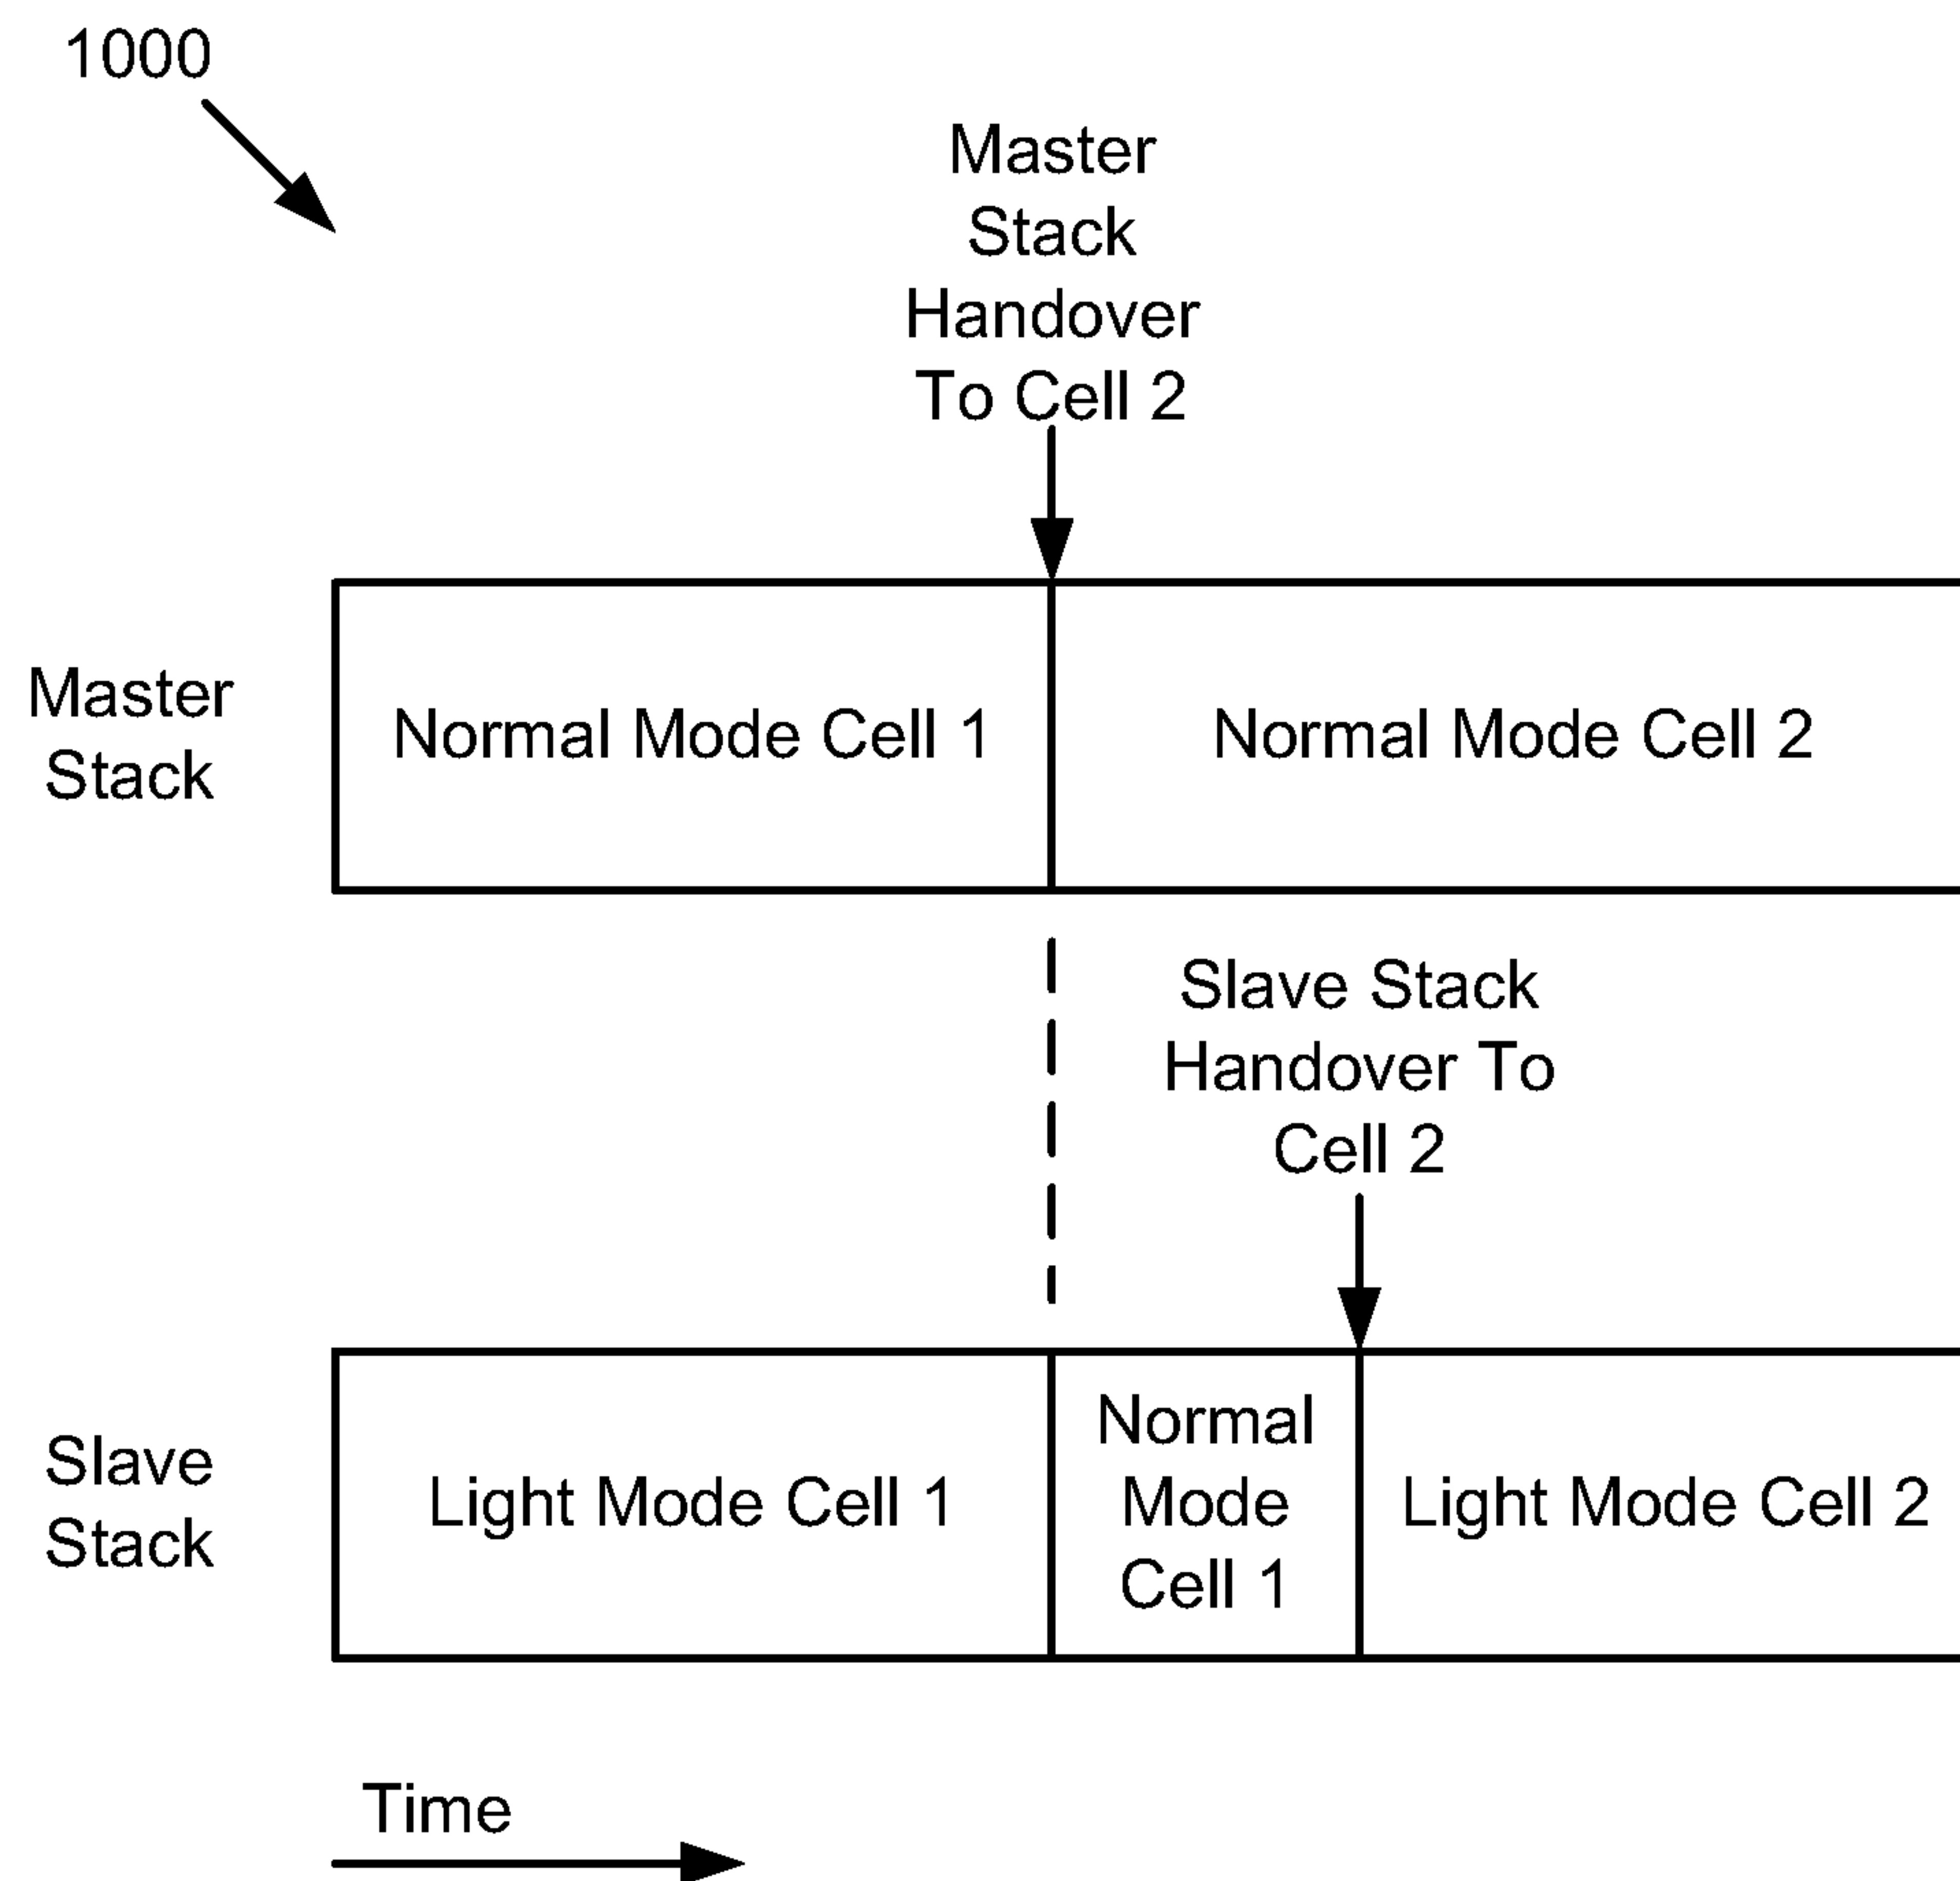 1000
Master
Stack
Handover
To Cell 2
Master
Stack
Normal Mode Cell 1
Normal Mode Cell 2
Slave Stack
Handover To
Cell 2
Slave
Stack
Light Mode Cell 1
Normal
Mode
Cell 1
Light Mode Cell 2
Time